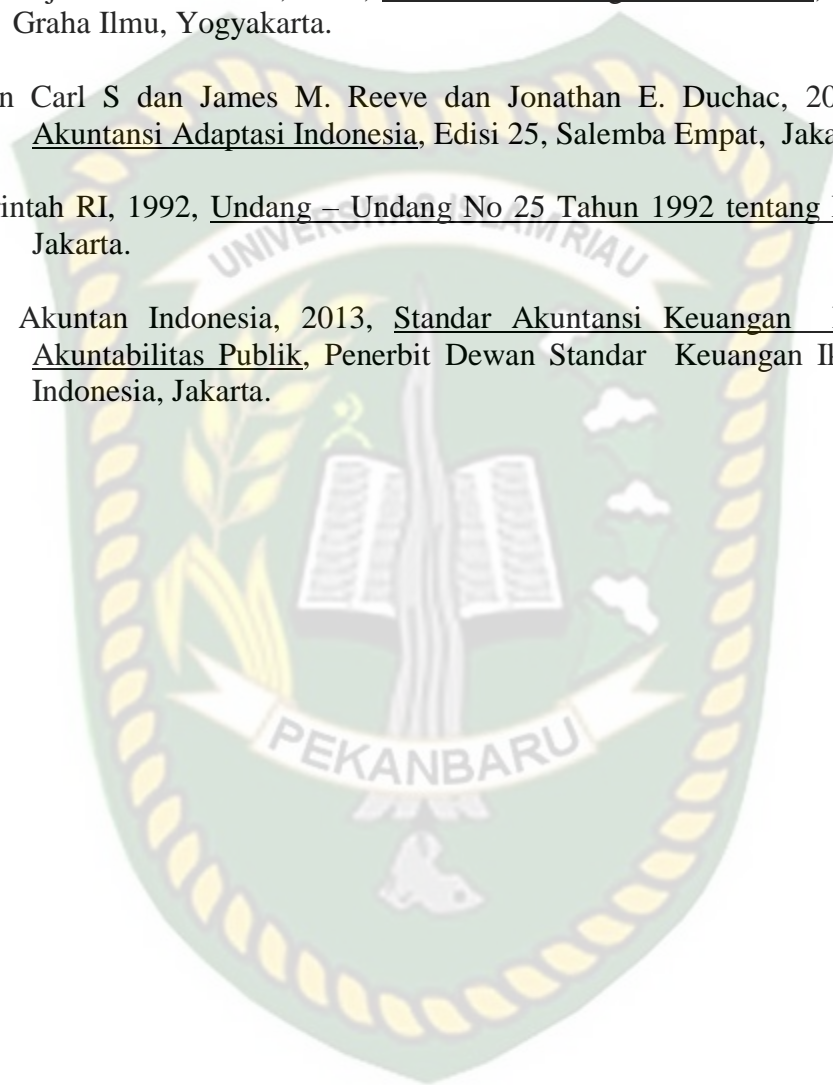 Graha Ilmu, Yogyakarta.
n Carl S dan James M. Reeve dan Jonathan E. Duchac, 20
Akuntansi Adaptasi Indonesia, Edisi 25, Salemba Empat, Jaka
intah RI, 1992, Undang – Undang No 25 Tahun 1992 tentang
Jakarta.
Akuntan Indonesia, 2013, Standar Akuntansi Keuangan
Akuntabilitas Publik, Penerbit Dewan Standar Keuangan Ik
Indonesia, Jakarta.
UNIVERSITAS ISLAM RIAU
PEKANBARU